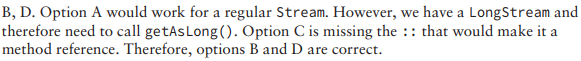 B, D. Option A would work for a regular Stream. However, we have a LongStream and
therefore need to call getAsLong(). Option C is missing the :: that would make it a
method reference. Therefore, options B and D are correct.